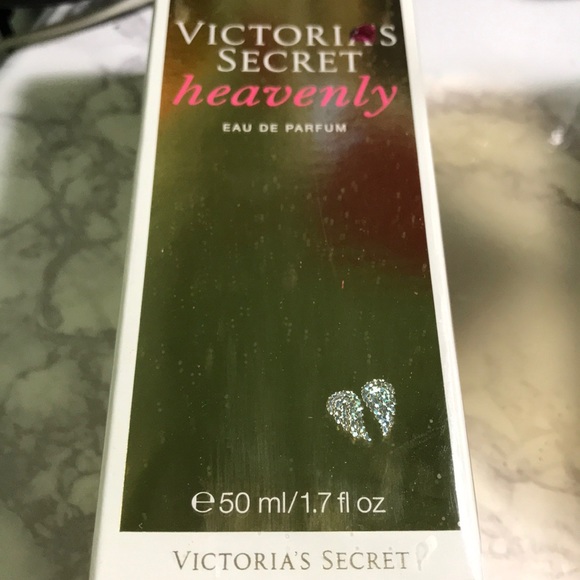 VICTORIA'S
SECRET
heavenly
EAU DE PARFUM
℮50 ml/1.7 fl oz
VICTORIA'S SECRET